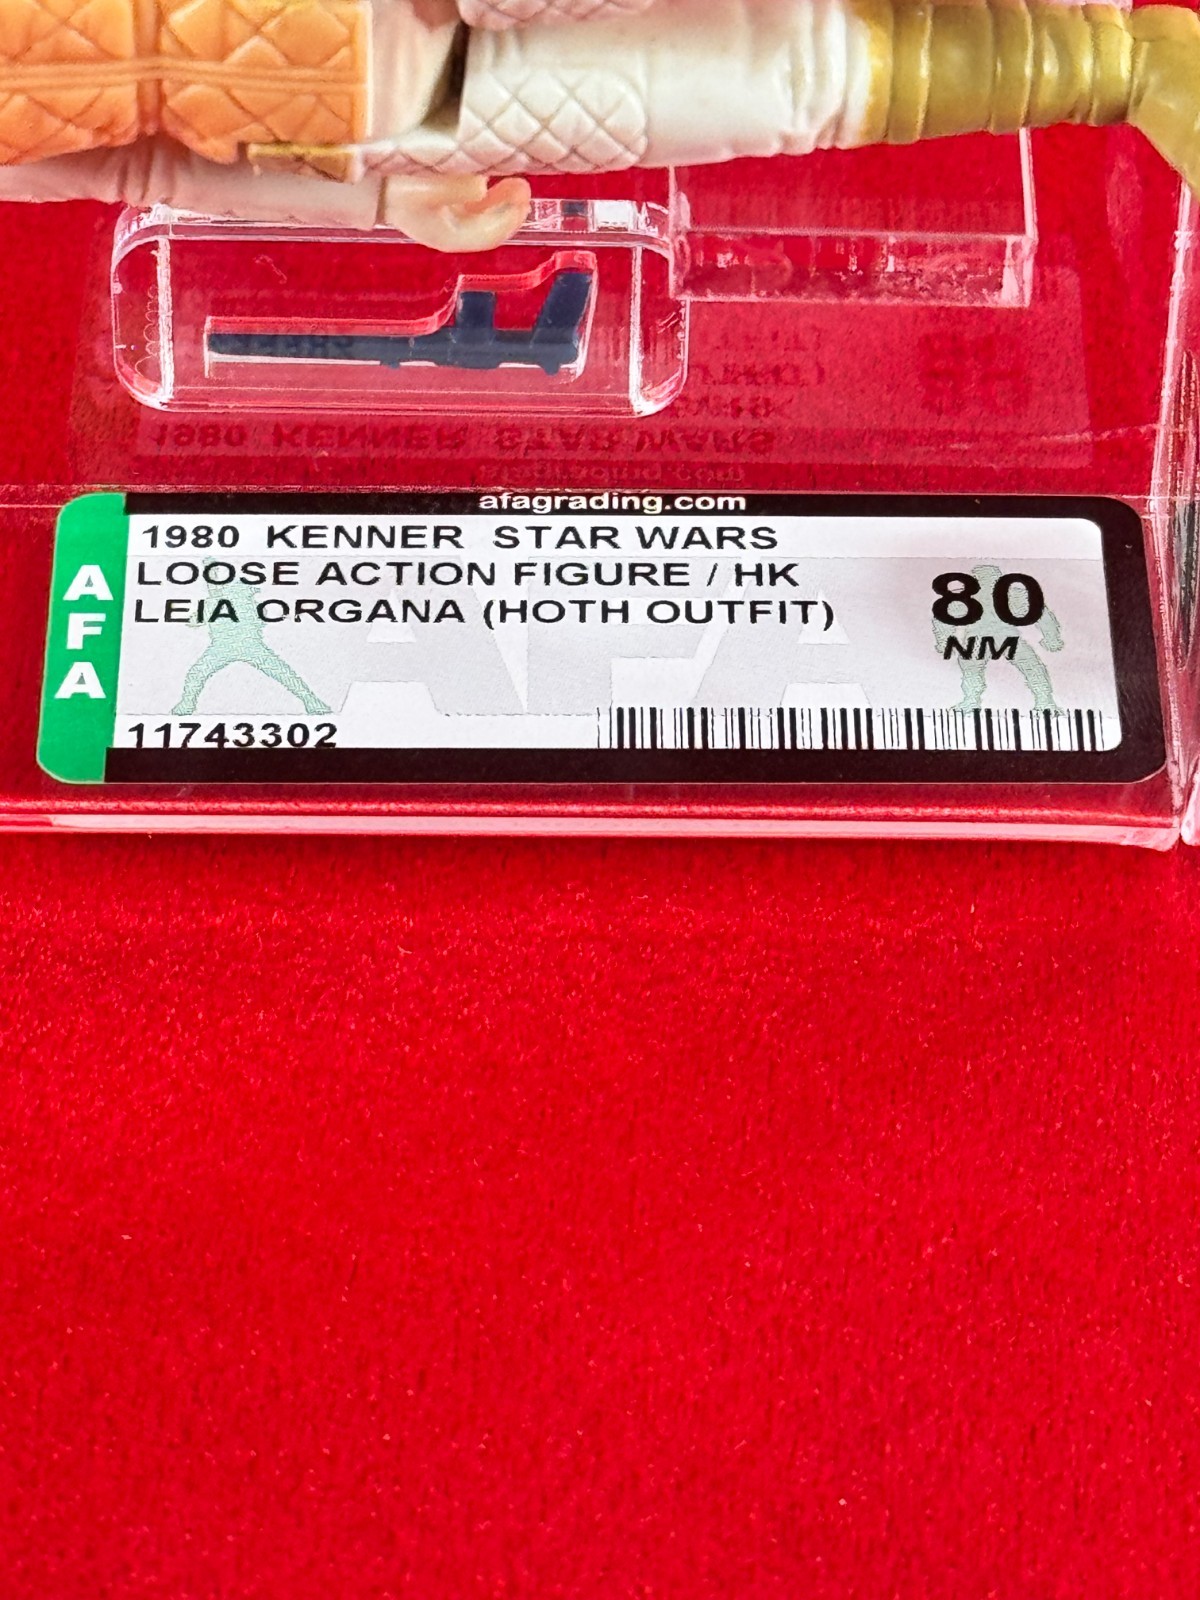 afagrading.com
AFA
1980 KENNER STAR WARS
LOOSE ACTION FIGURE / HK
LEIA ORGANA (HOTH OUTFIT)
80
NM
11743302